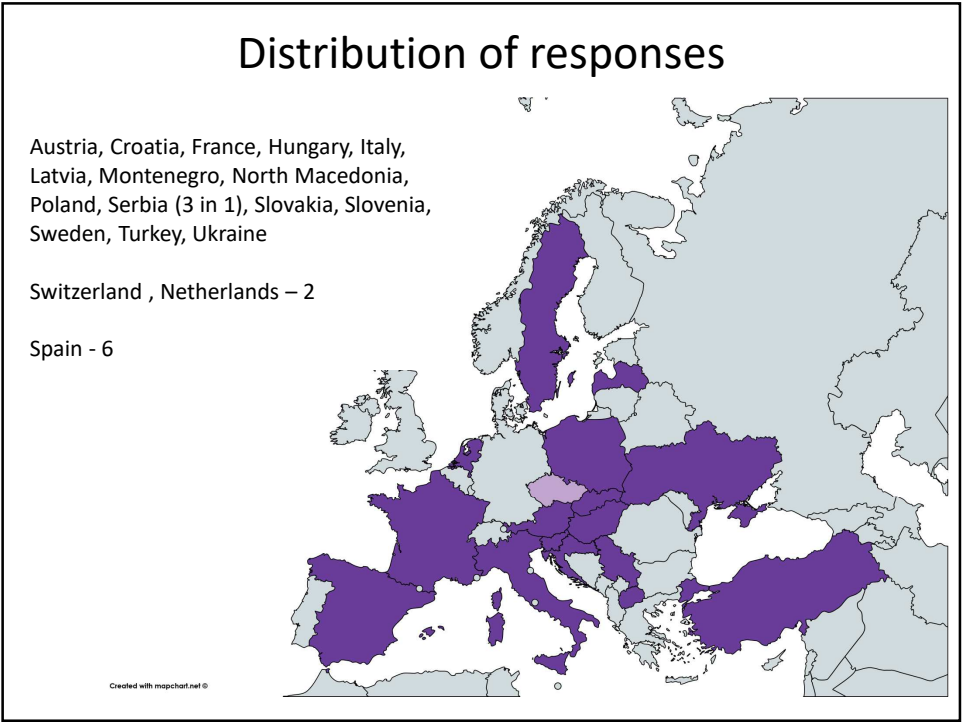 Distribution of responses
Austria, Croatia, France, Hungary, Italy,
Latvia, Montenegro, North Macedonia,
Poland, Serbia (3 in 1), Slovakia, Slovenia,
Sweden, Turkey, Ukraine
Switzerland , Netherlands – 2
Spain - 6
Created with mapchart.net ©